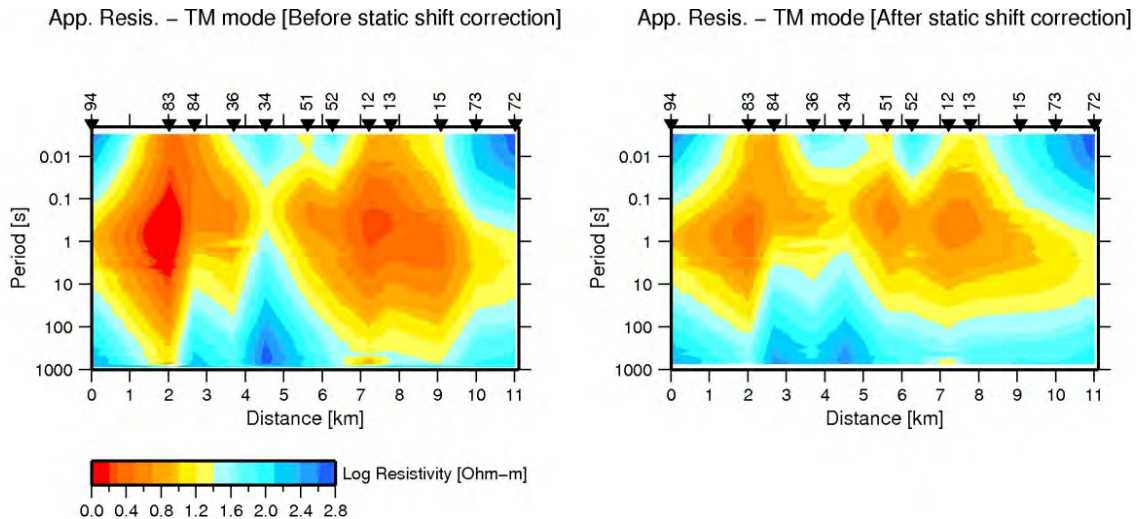 App. Resis. - TM mode [Before static shift correction]
94 83 84 36 34 51 52 12 13 15 73 72
Period [s]
0.01
0.1
1
10
100
1000
0 1 2 3 4 5 6 7 8 9 10 11
Distance [km]
App. Resis. - TM mode [After static shift correction]
94 83 84 36 34 51 52 12 13 15 73 72
Period [s]
0.01
0.1
1
10
100
1000
0 1 2 3 4 5 6 7 8 9 10 11
Distance [km]
Log Resistivity [Ohm-m]
0.0 0.4 0.8 1.2 1.6 2.0 2.4 2.8